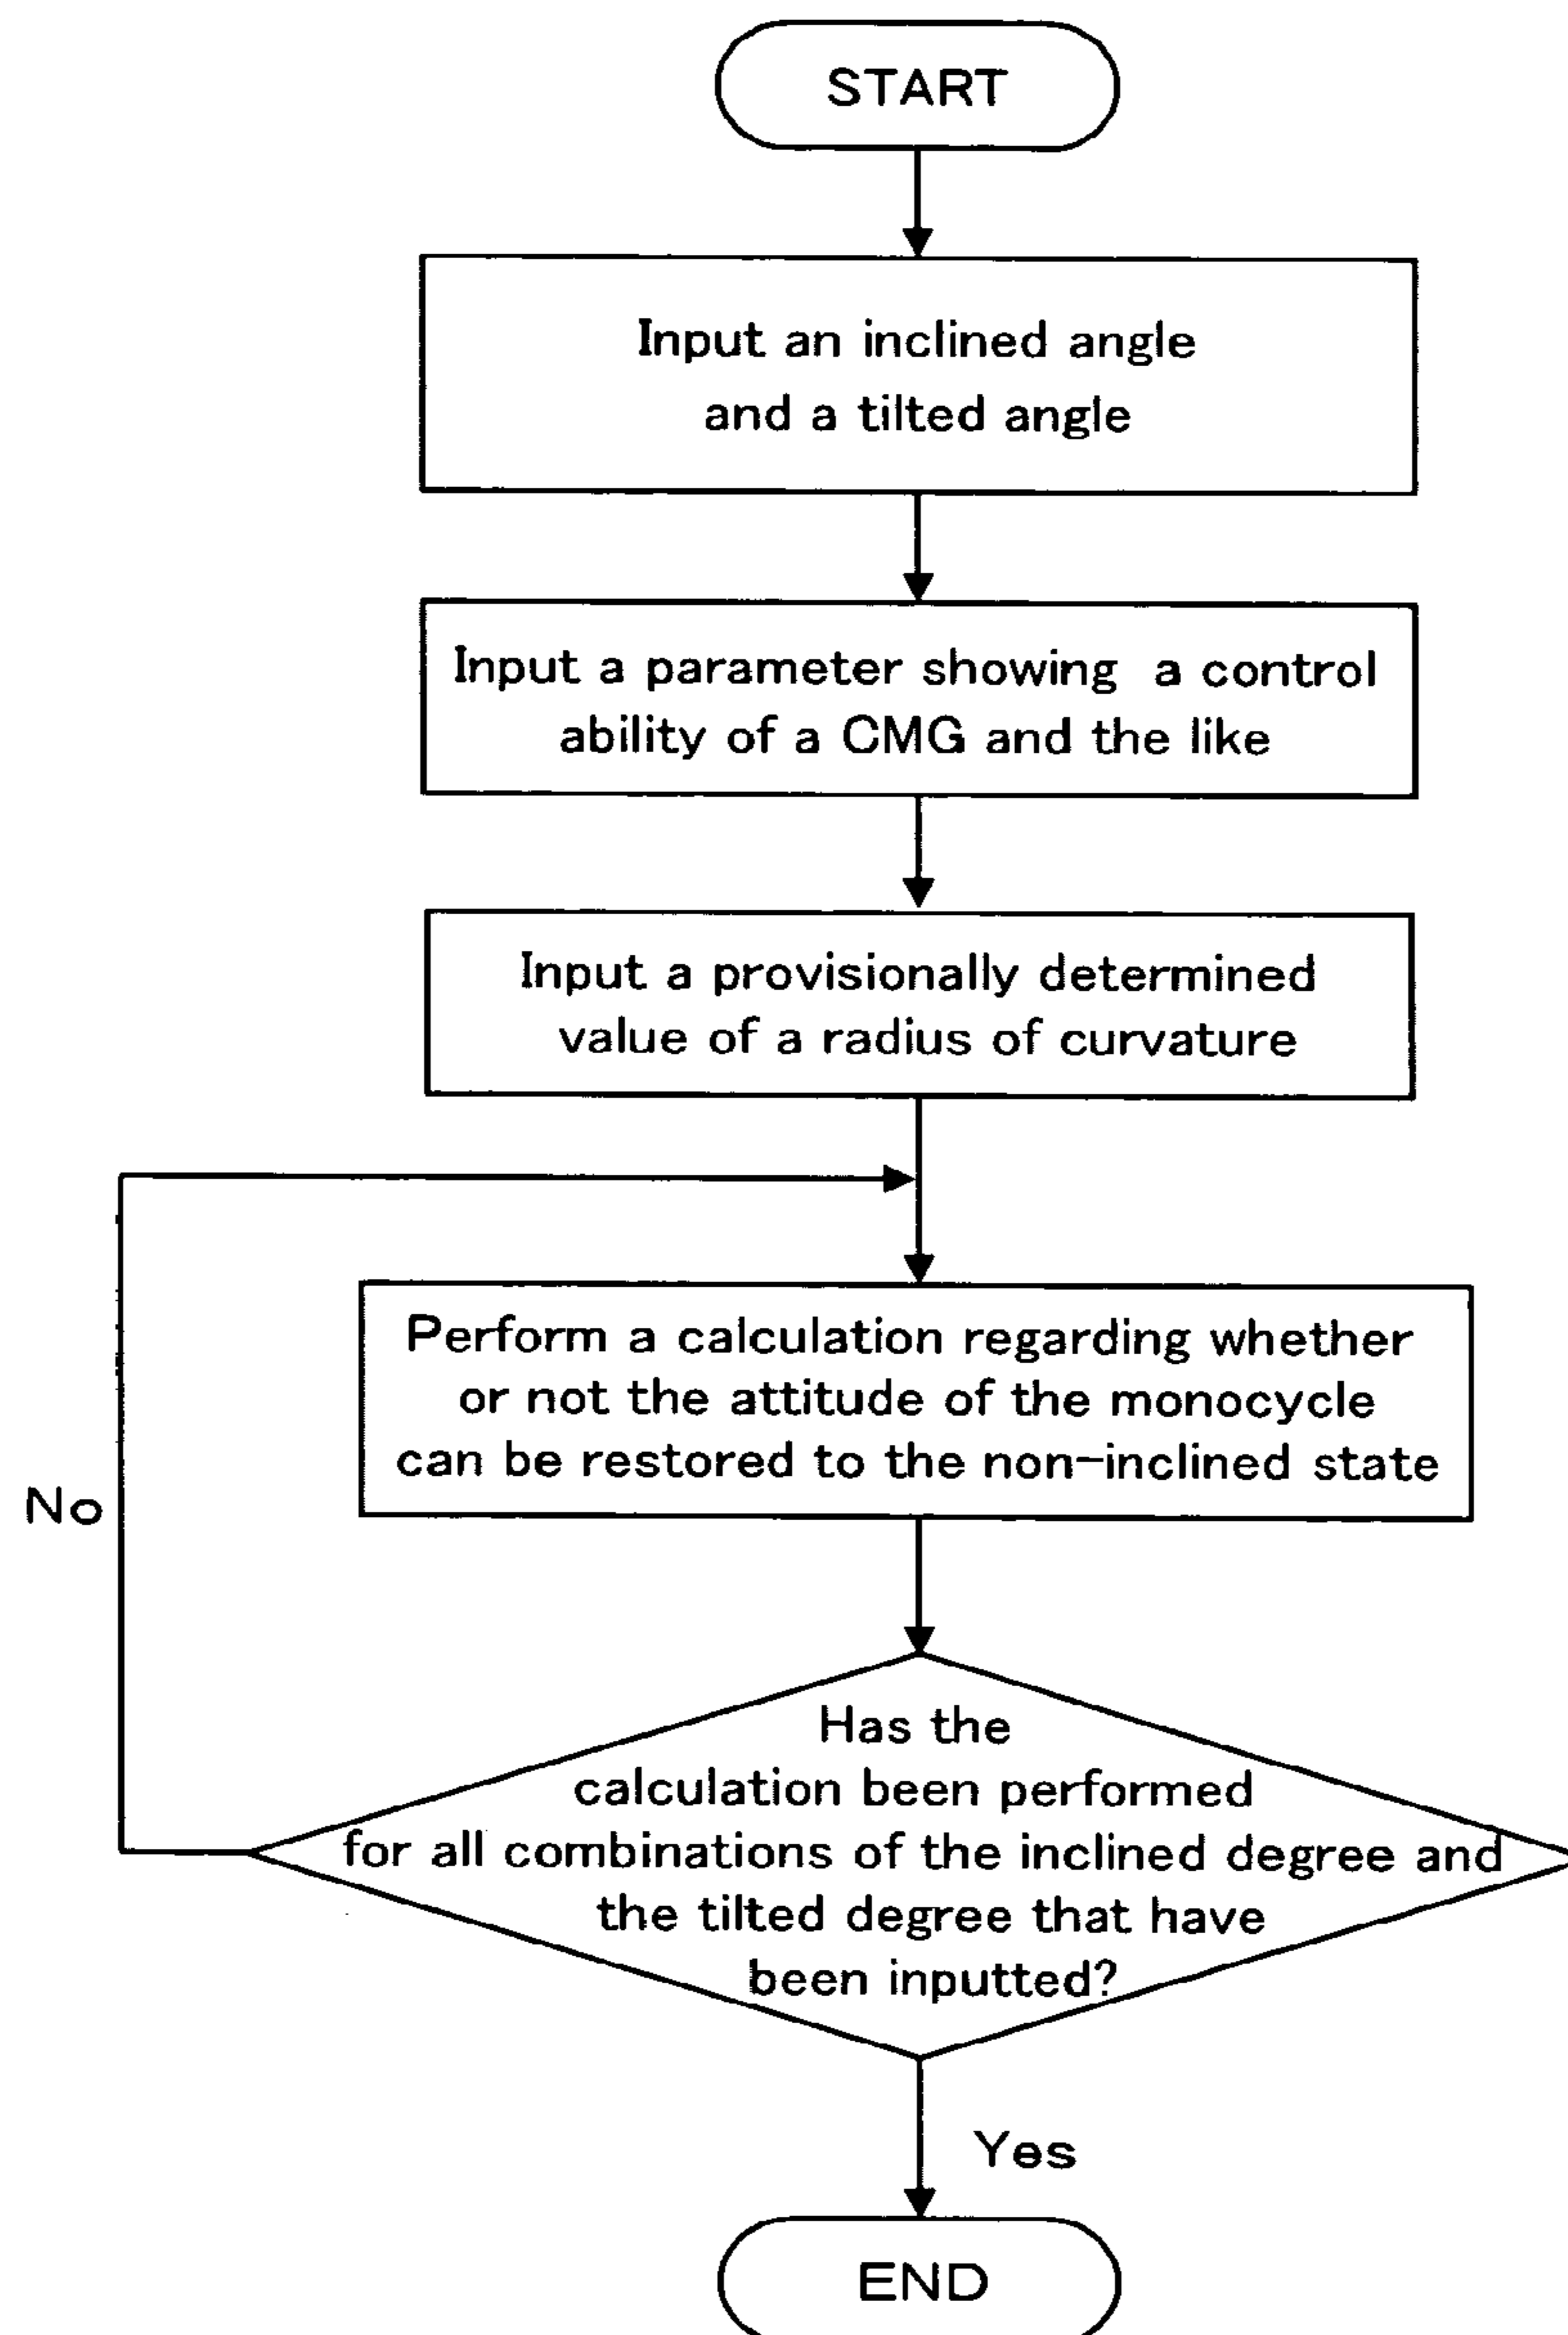 START
Input an inclined angle
and a tilted angle
Input a parameter showing a control
ability of a CMG and the like
Input a provisionally determined
value of a radius of curvature
Perform a calculation regarding whether
or not the attitude of the monocycle
can be restored to the non-inclined state
No
Has the
calculation been performed
for all combinations of the inclined degree and
the tilted degree that have
been inputted?
Yes
END